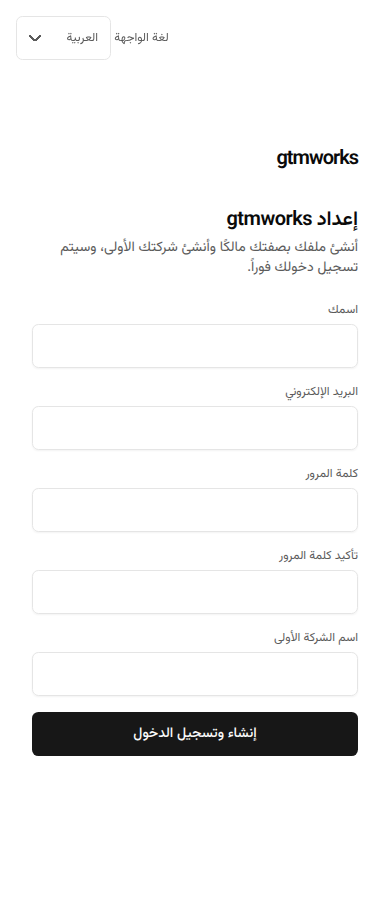 لغة الواجهة
العربية
gtmworks
إعداد gtmworks
أنشئ ملفك بصفتك مالكًا وأنشئ شركتك الأولى، وسيتم
تسجيل دخولك فوراً.
اسمك
البريد الإلكتروني
كلمة المرور
تأكيد كلمة المرور
اسم الشركة الأولى
إنشاء وتسجيل الدخول